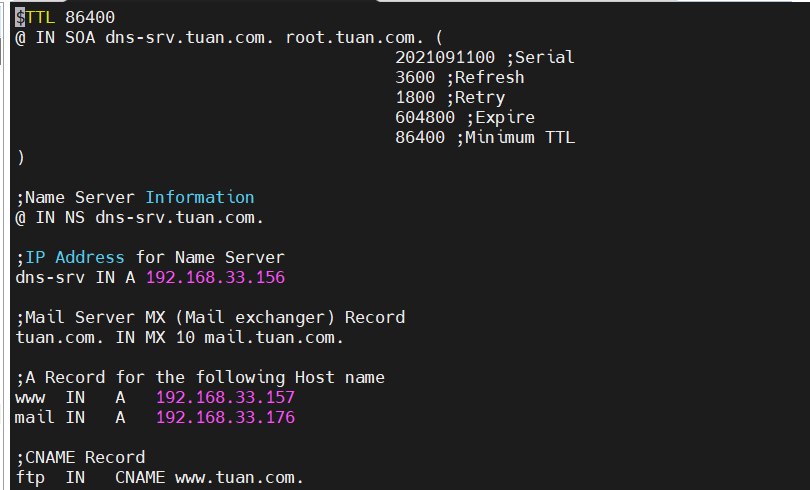 $TTL 86400
@ IN SOA dns-srv.tuan.com. root.tuan.com. (
2021091100 ;Serial
3600 ;Refresh
1800 ;Retry
604800 ;Expire
86400 ;Minimum TTL
)
;Name Server Information
@ IN NS dns-srv.tuan.com.
;IP Address for Name Server
dns-srv IN A 192.168.33.156
;Mail Server MX (Mail exchanger) Record
tuan.com. IN MX 10 mail.tuan.com.
;A Record for the following Host name
www  IN   A   192.168.33.157
mail IN   A   192.168.33.176
;CNAME Record
ftp  IN   CNAME www.tuan.com.